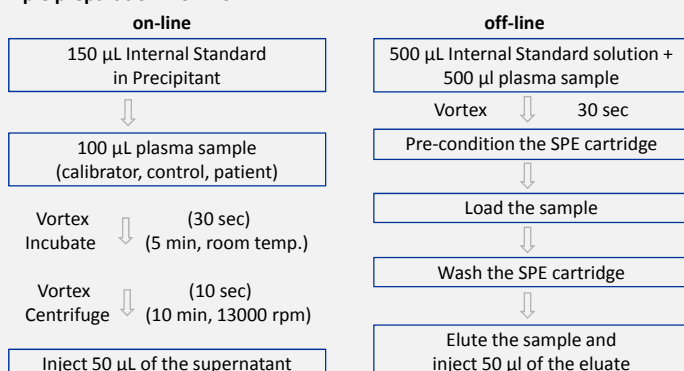 on-line
150 µL Internal Standard
in Precipitant
100 µL plasma sample
(calibrator, control, patient)
Vortex (30 sec)
Incubate (5 min, room temp.)
Vortex (10 sec)
Centrifuge (10 min, 13000 rpm)
Inject 50 µL of the supernatant
off-line
500 µL Internal Standard solution +
500 µl plasma sample
Vortex 30 sec
Pre-condition the SPE cartridge
Load the sample
Wash the SPE cartridge
Elute the sample and
inject 50 µl of the eluate